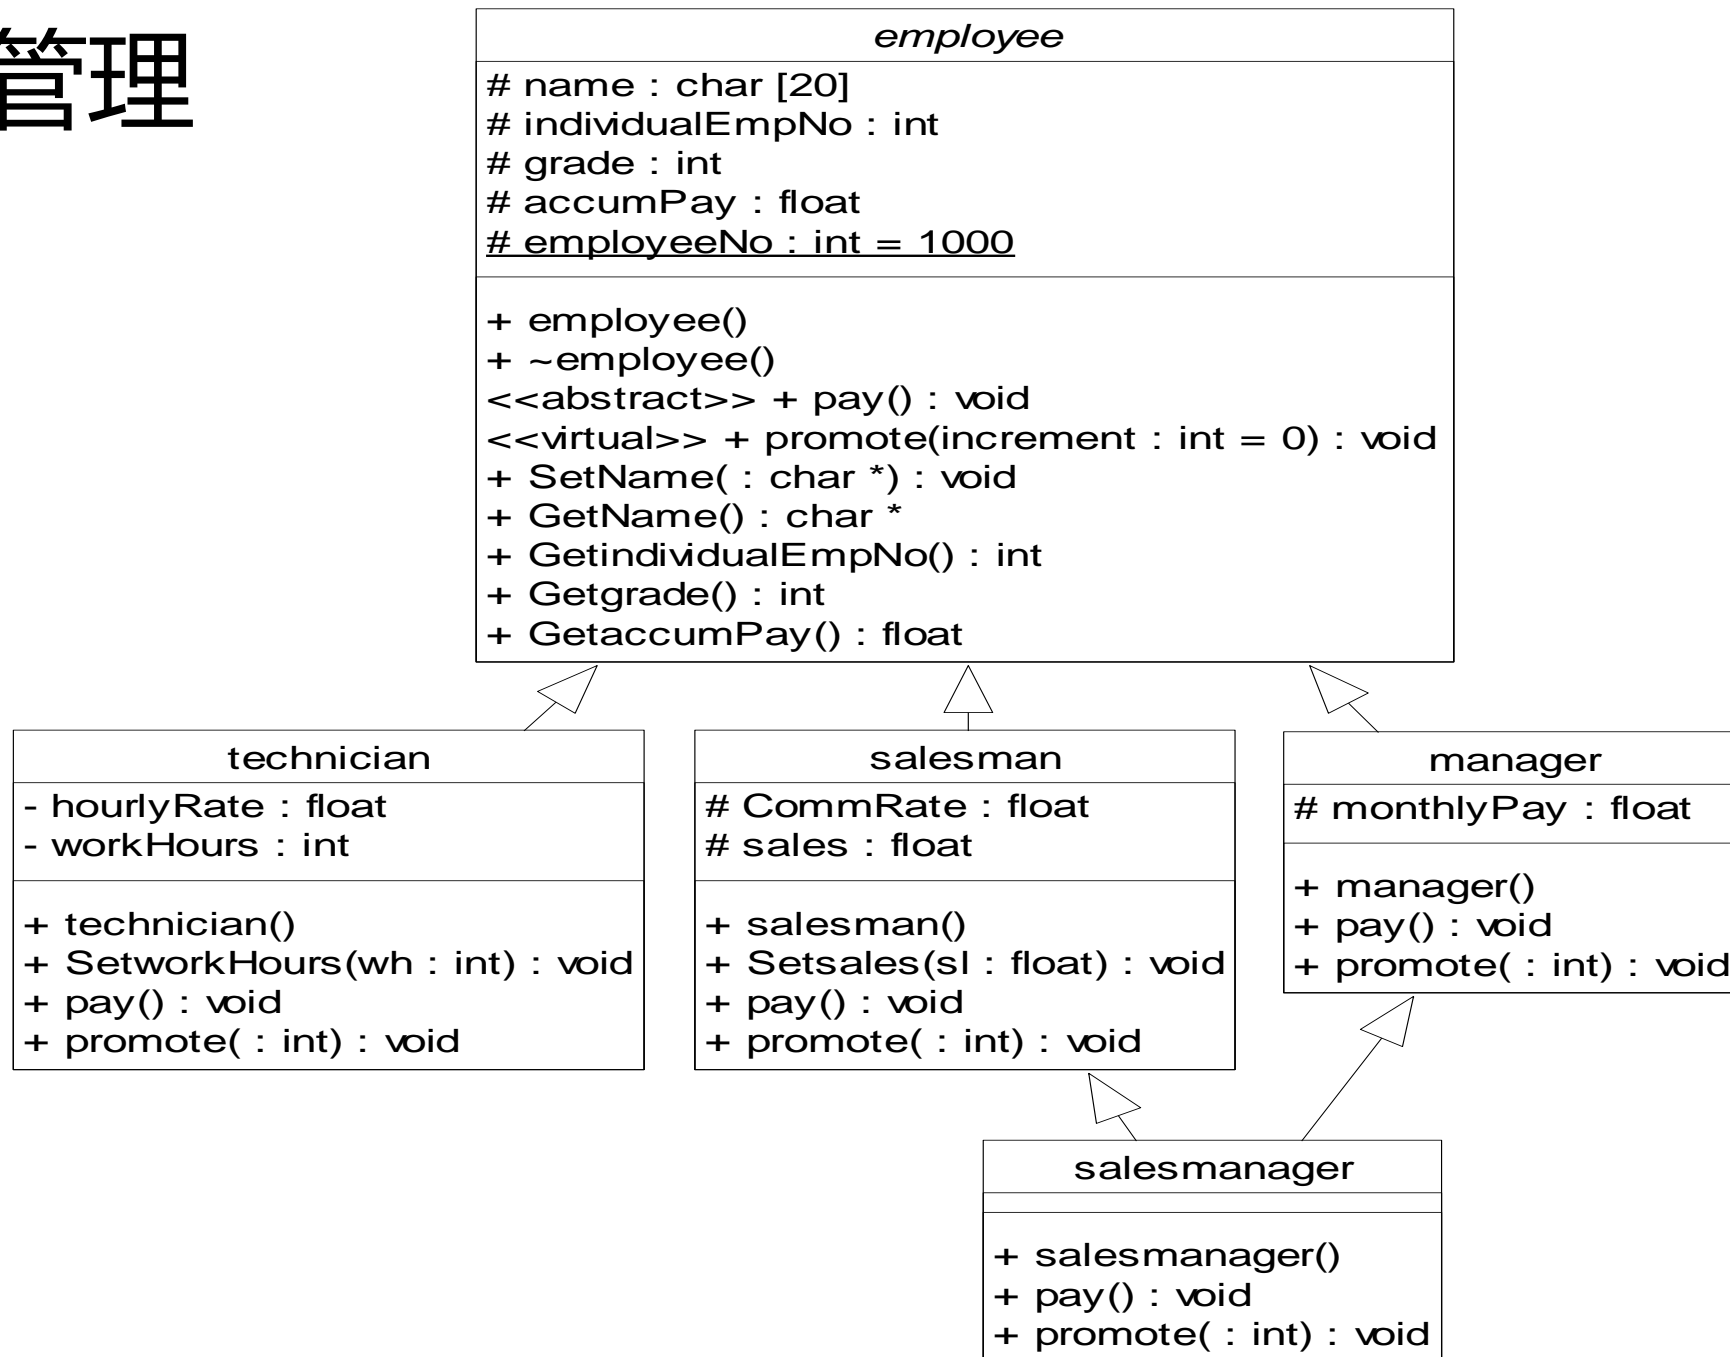 管理
employee
# name : char [20]
# individualEmpNo : int
# grade : int
# accumPay : float
# employeeNo : int = 1000
+ employee()
+ ~employee()
<<abstract>> + pay() : void
<<virtual>> + promote(increment : int = 0) : void
+ SetName( : char *) : void
+ GetName() : char *
+ GetindividualEmpNo() : int
+ Getgrade() : int
+ GetaccumPay() : float
technician
- hourlyRate : float
- workHours : int
+ technician()
+ SetworkHours(wh : int) : void
+ pay() : void
+ promote( : int) : void
salesman
# CommRate : float
# sales : float
+ salesman()
+ Setsales(sl : float) : void
+ pay() : void
+ promote( : int) : void
manager
# monthlyPay : float
+ manager()
+ pay() : void
+ promote( : int) : void
salesmanager
+ salesmanager()
+ pay() : void
+ promote( : int) : void